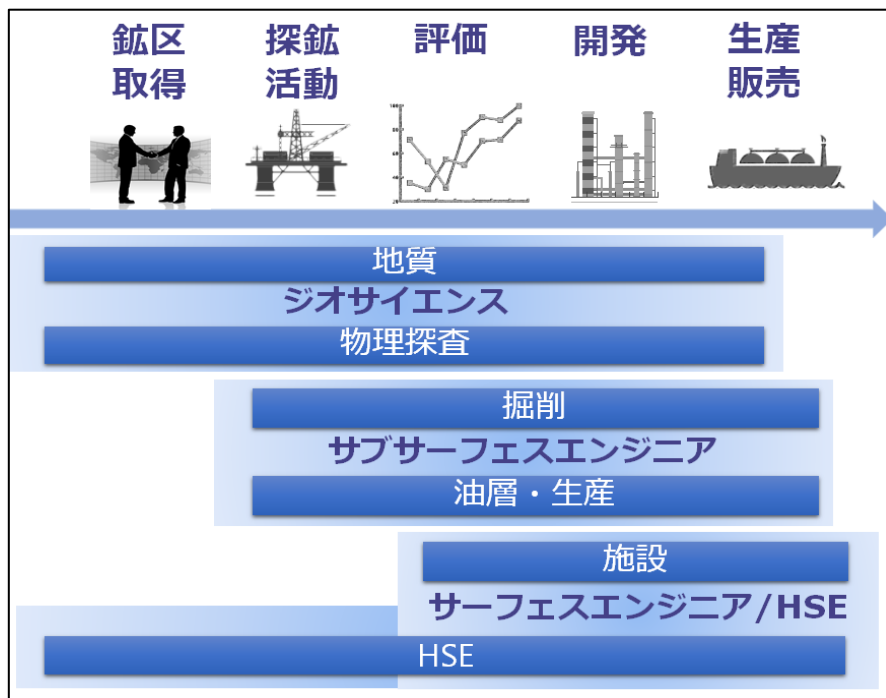 鉱区
取得
探鉱
活動
評価
開発
生産
販売
地質
ジオサイエンス
物理探査
掘削
サブサーフェスエンジニア
油層・生産
施設
サーフェスエンジニア/HSE
HSE